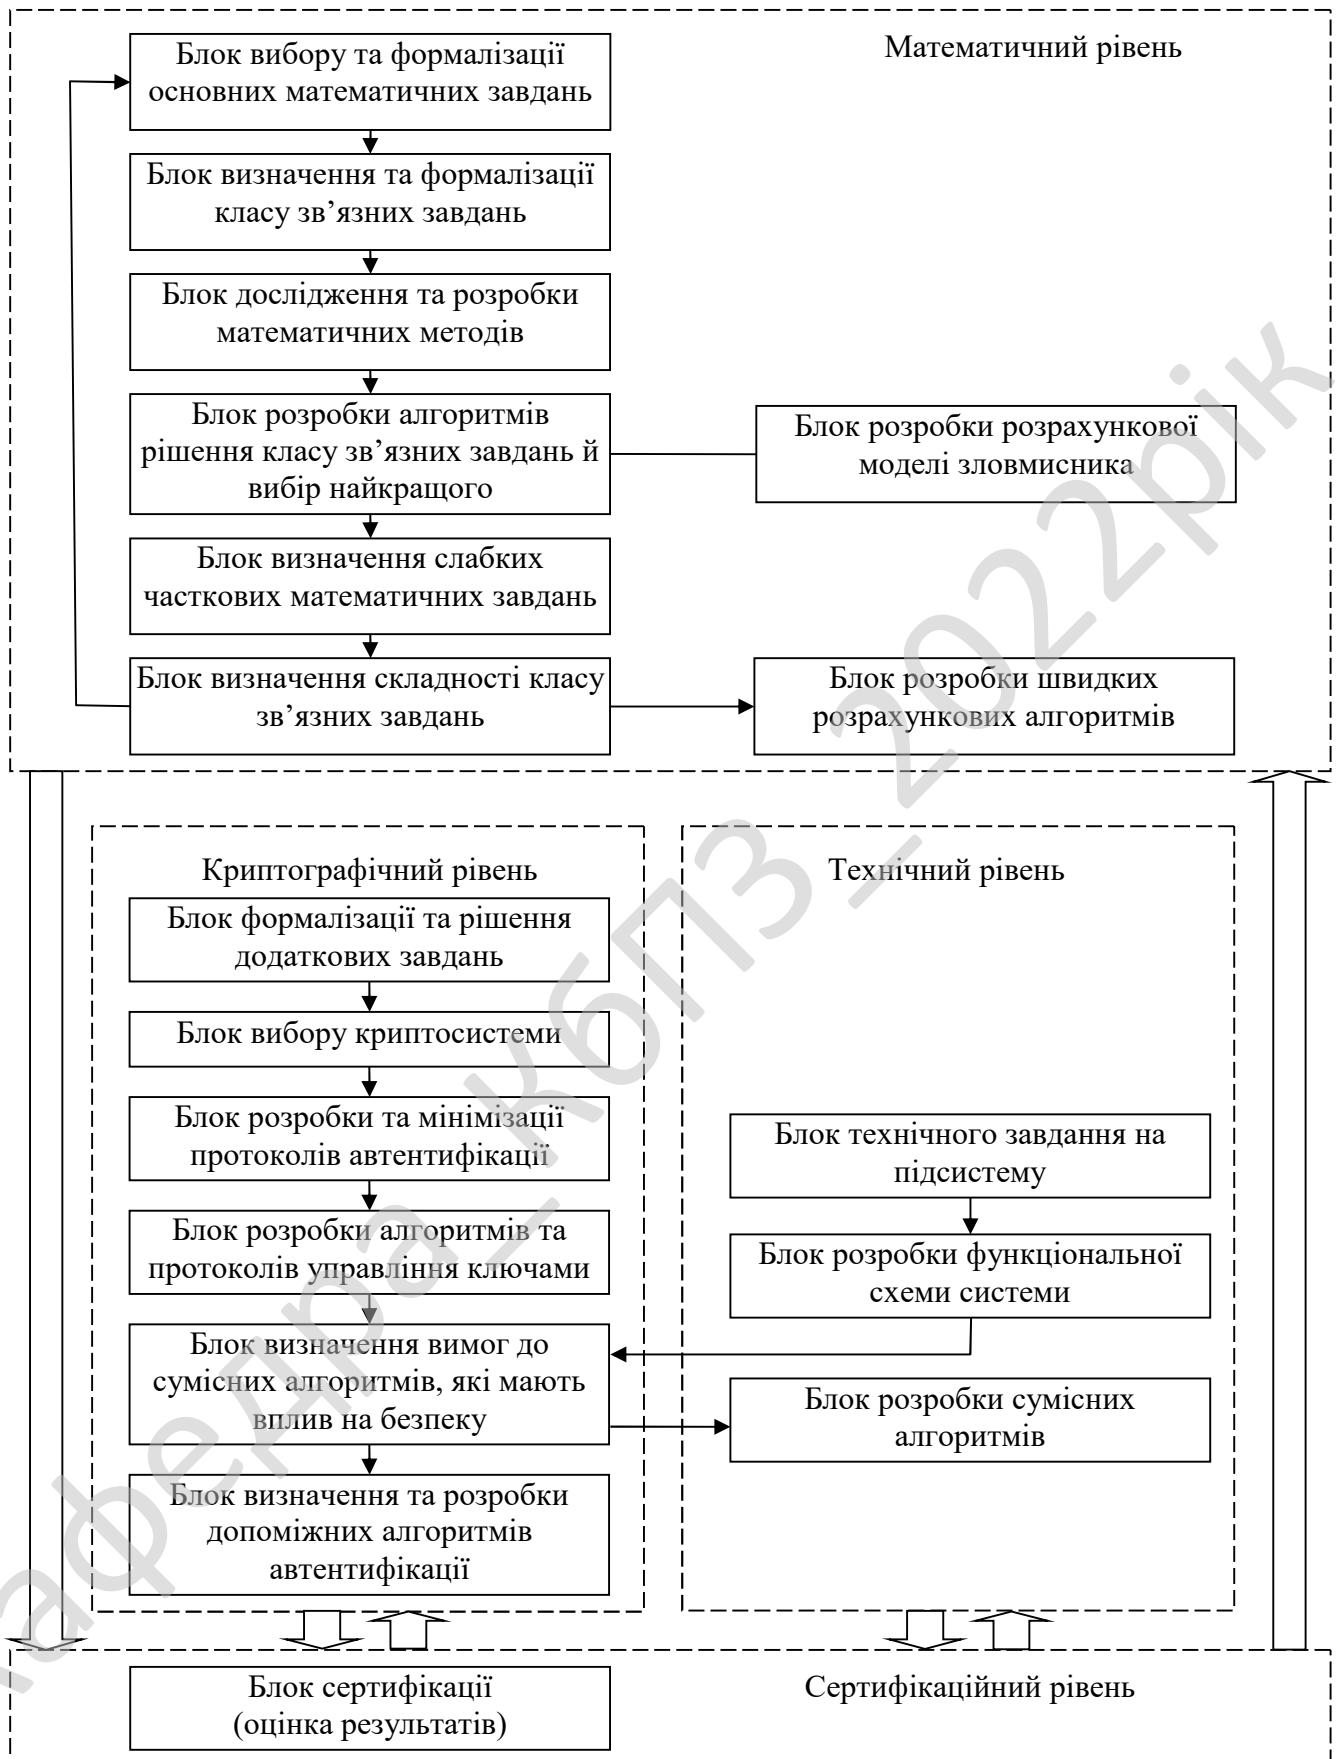 Математичний рівень
Блок вибору та формалізації
основних математичних завдань
Блок визначення та формалізації
класу зв’язних завдань
Блок дослідження та розробки
математичних методів
Блок розробки алгоритмів
рішення класу зв’язних завдань й
вибір найкращого
Блок розробки розрахункової
моделі зловмисника
Блок визначення слабких
часткових математичних завдань
Блок визначення складності класу
зв’язних завдань
Блок розробки швидких
розрахункових алгоритмів
Криптографічний рівень
Блок формалізації та рішення
додаткових завдань
Блок вибору криптосистеми
Блок розробки та мінімізації
протоколів автентифікації
Блок розробки алгоритмів та
протоколів управління ключами
Блок визначення вимог до
сумісних алгоритмів, які мають
вплив на безпеку
Блок визначення та розробки
допоміжних алгоритмів
автентифікації
Технічний рівень
Блок технічного завдання на
підсистему
Блок розробки функціональної
схеми системи
Блок розробки сумісних
алгоритмів
Сертифікаційний рівень
Блок сертифікації
(оцінка результатів)
Кафедра_КбПЗ_2022рік